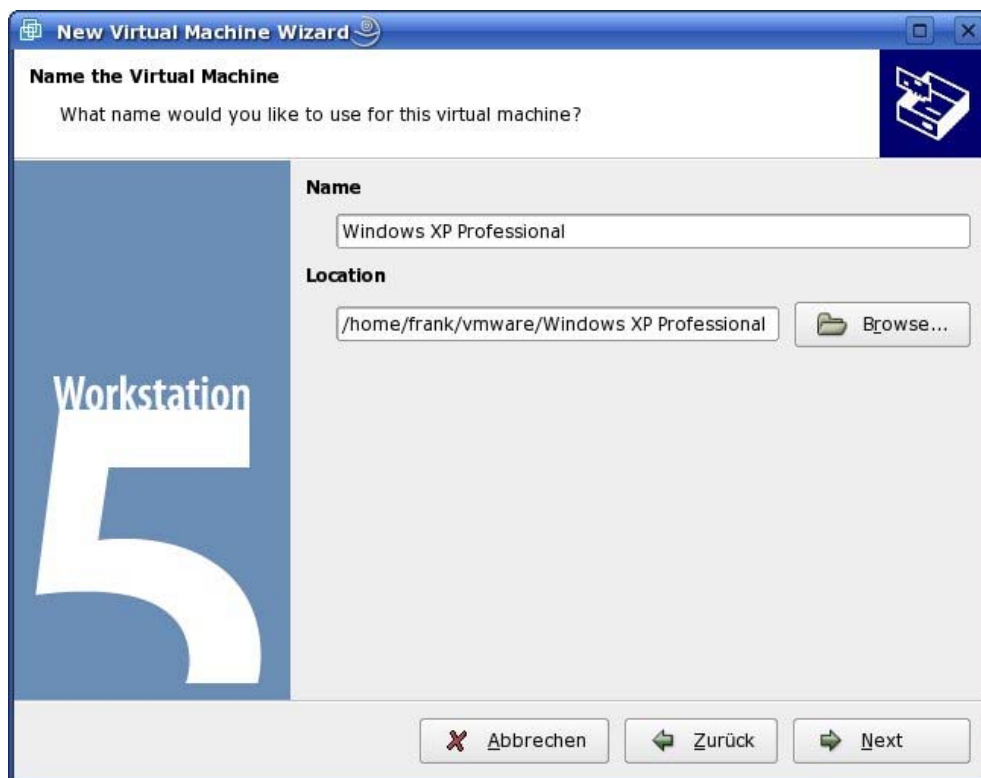 New Virtual Machine Wizard
Name the Virtual Machine
What name would you like to use for this virtual machine?
Name
Windows XP Professional
Location
/home/frank/vmware/Windows XP Professional
Browse...
Workstation
5
Abbrechen
Zurück
Next